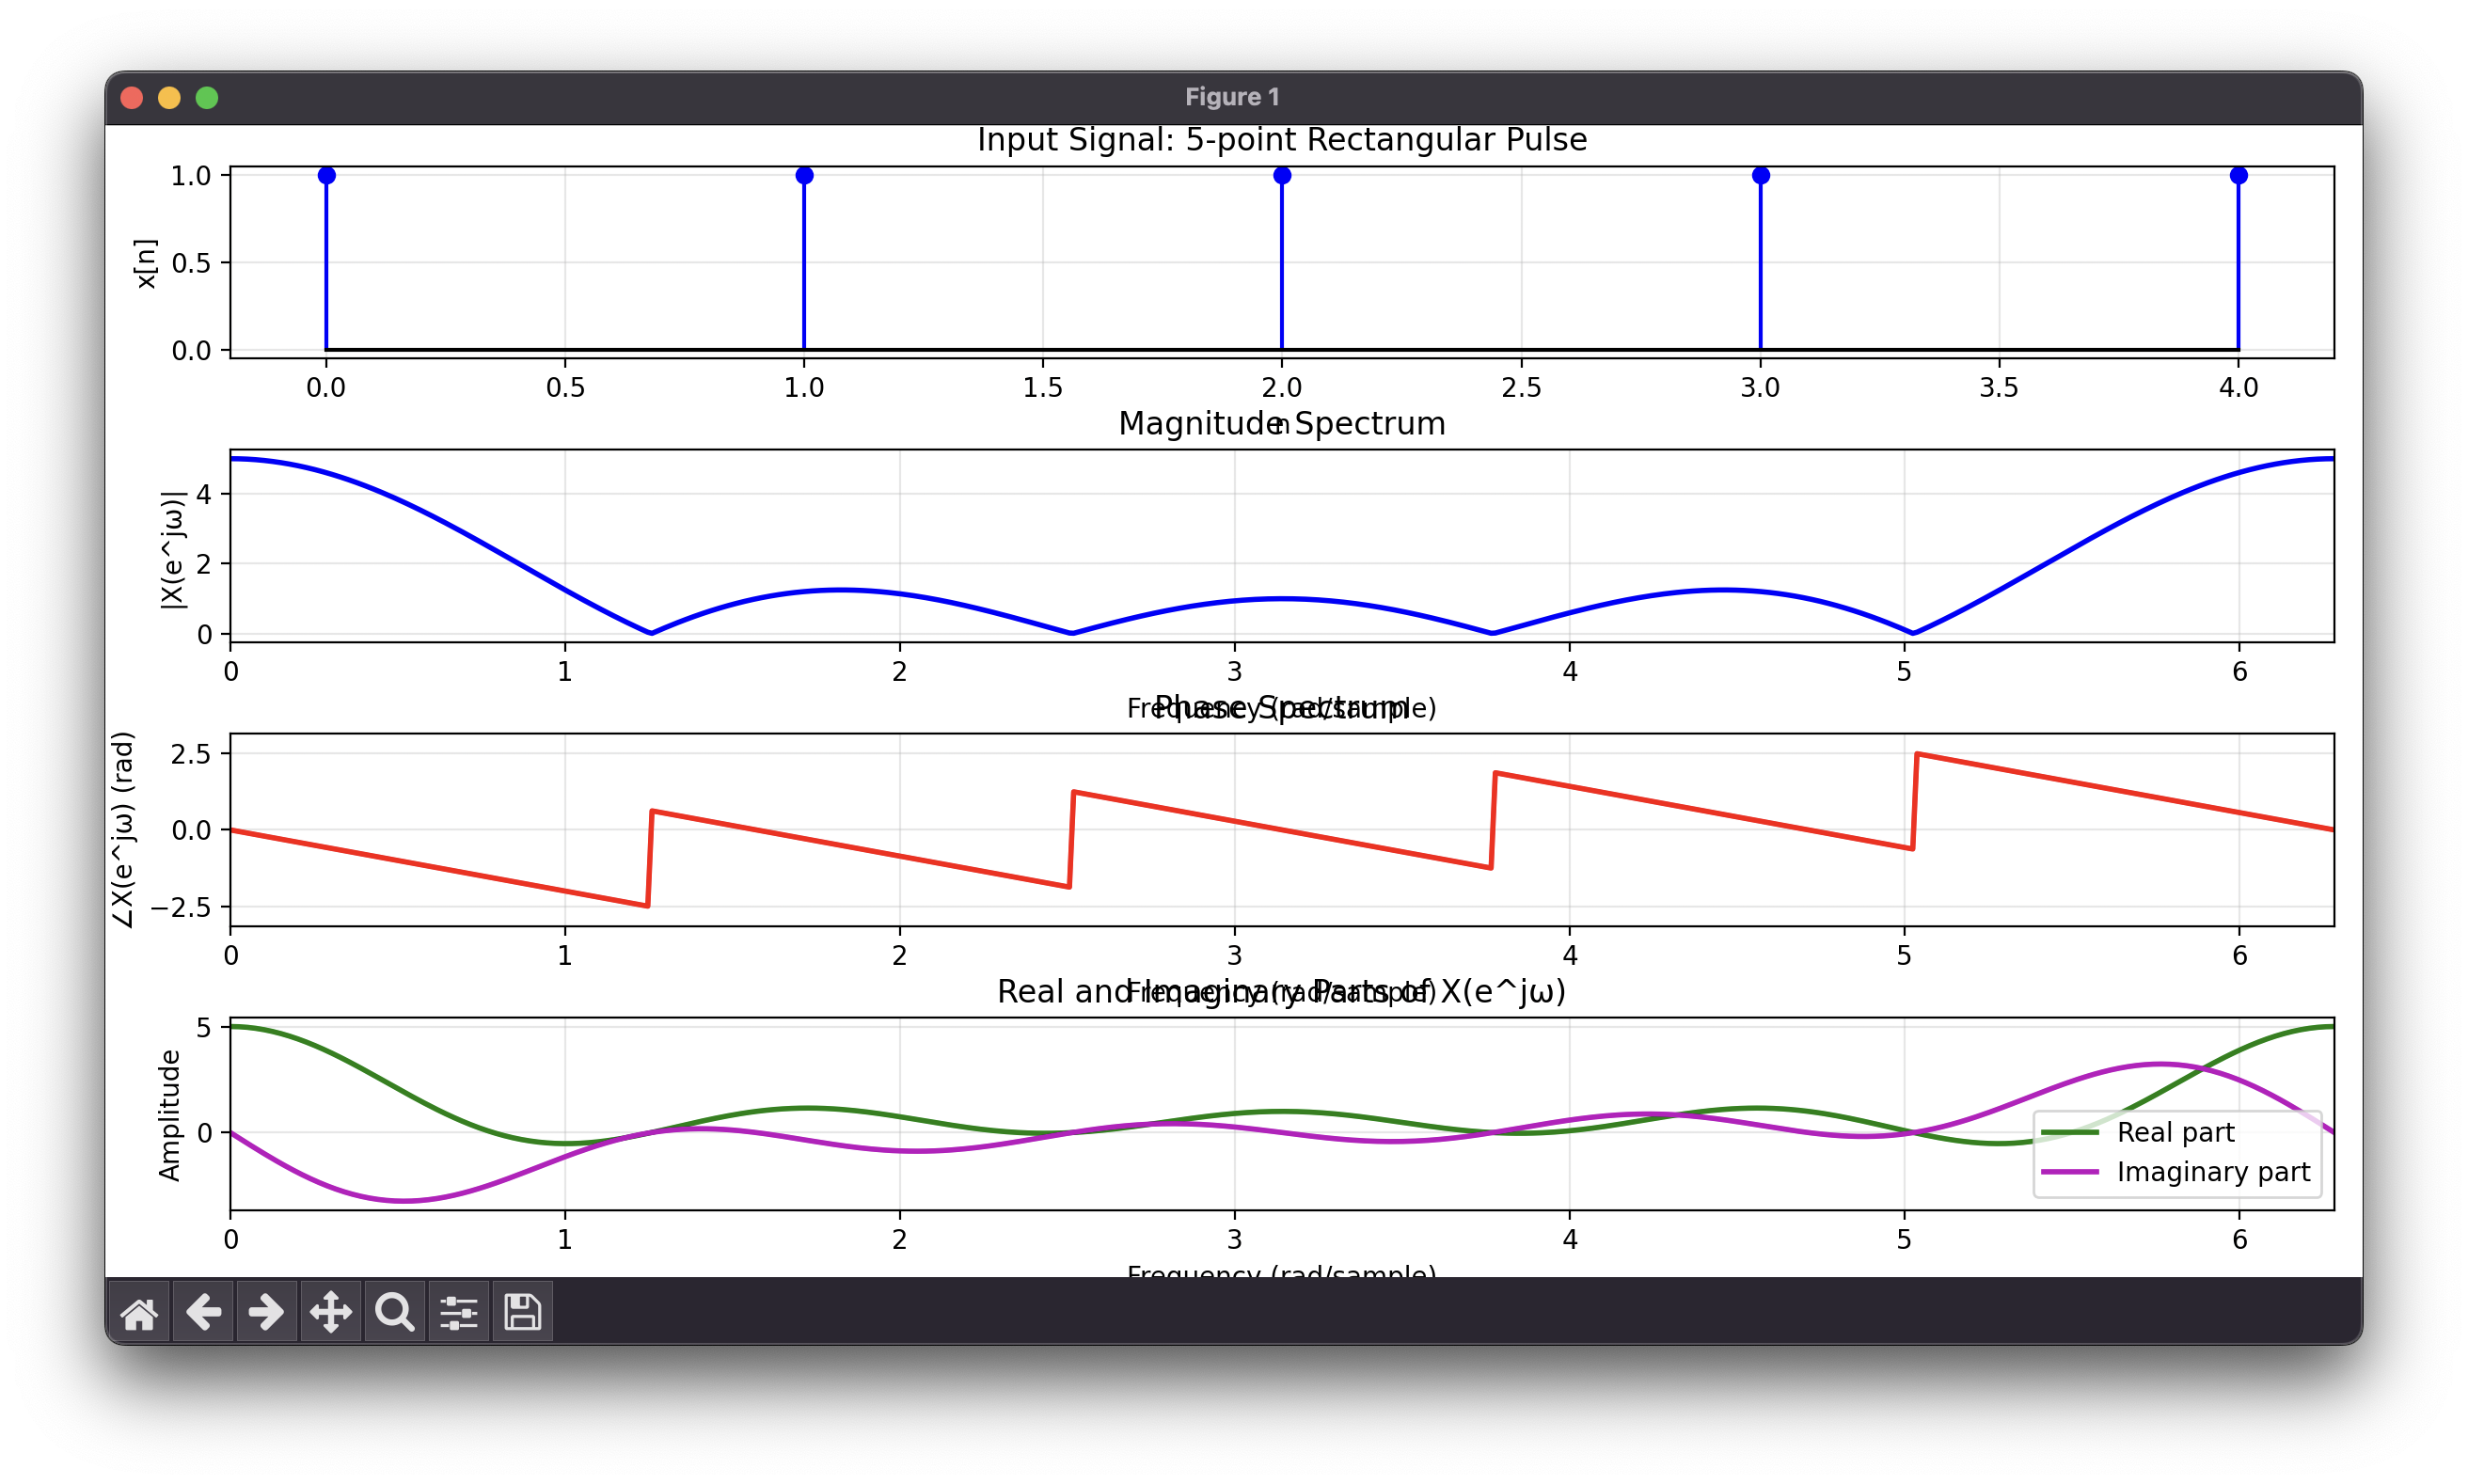 Figure 1
Input Signal: 5-point Rectangular Pulse
x[n]
1.0
0.5
0.0
0.0 0.5 1.0 1.5 2.0 2.5 3.0 3.5 4.0
n
Magnitude Spectrum
|X(e^jω)|
4
2
0
0 1 2 3 4 5 6
Frequency (rad/sample)
Phase Spectrum
∠X(e^jω) (rad)
2.5
0.0
−2.5
0 1 2 3 4 5 6
Frequency (rad/sample)
Real and Imaginary Parts of X(e^jω)
Amplitude
5
0
Real part
Imaginary part
0 1 2 3 4 5 6
Frequency (rad/sample)